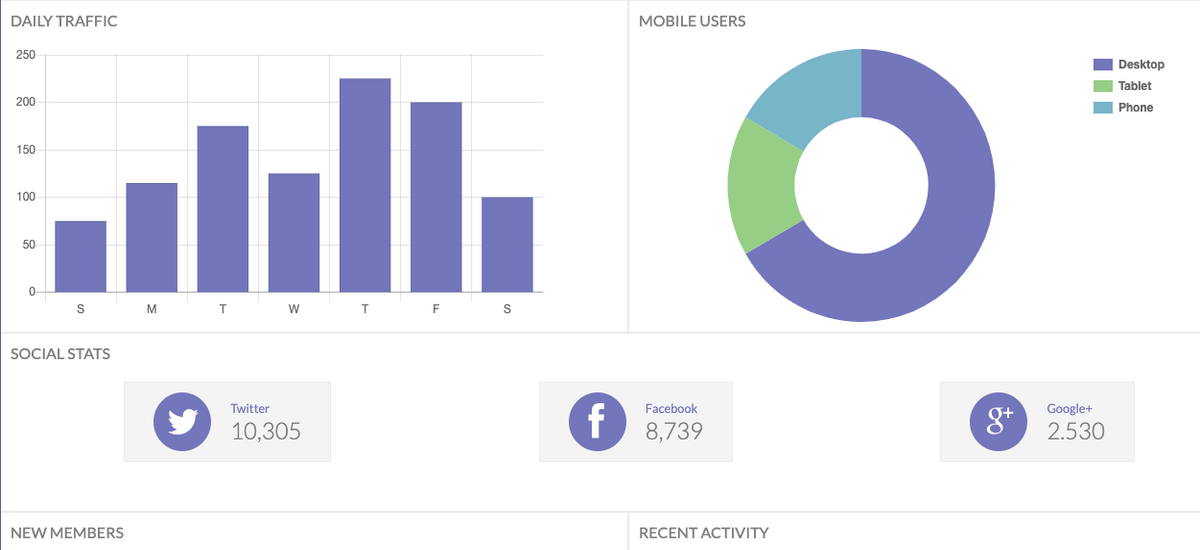 DAILY TRAFFIC
250
200
150
100
50
0
S M T W T F S
MOBILE USERS
Desktop
Tablet
Phone
SOCIAL STATS
Twitter
10,305
Facebook
8,739
Google+
2.530
NEW MEMBERS
RECENT ACTIVITY